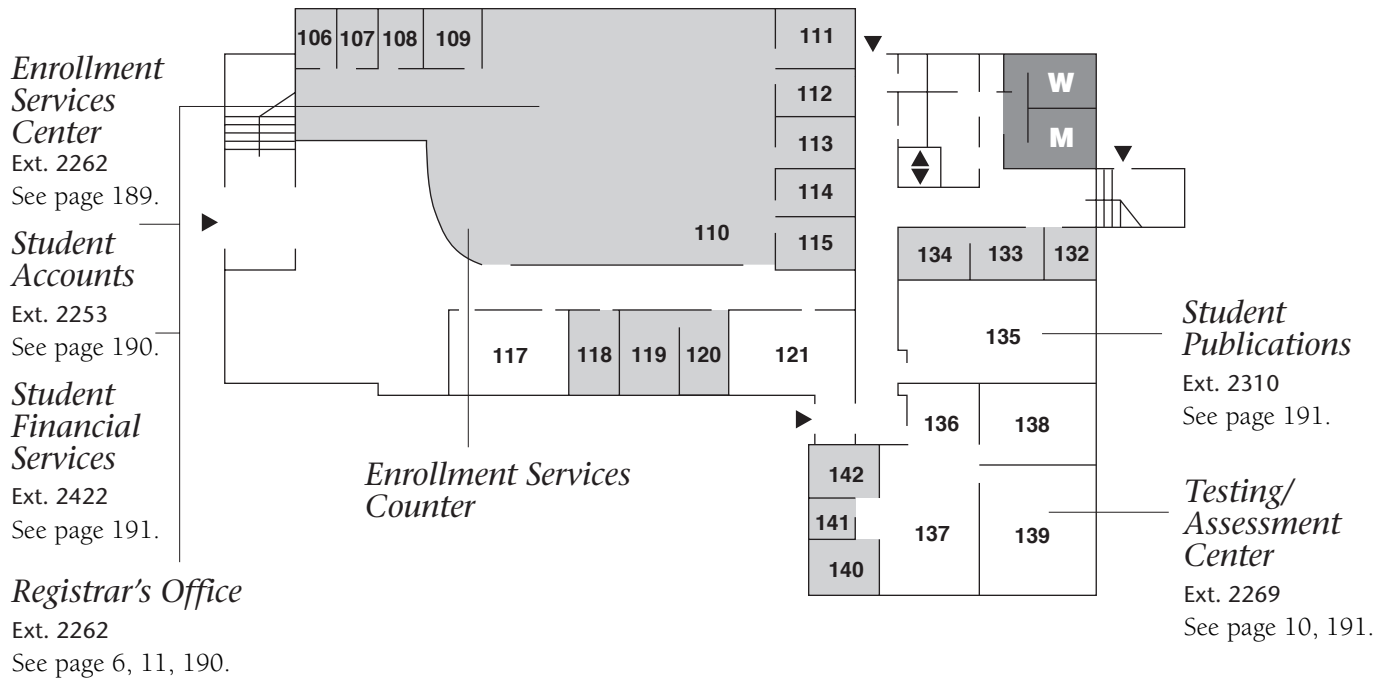 Enrollment
Services
Center
Ext. 2262
See page 189.
Student
Accounts
Ext. 2253
See page 190.
Student
Financial
Services
Ext. 2422
See page 191.
Registrar's Office
Ext. 2262
See page 6, 11, 190.
106 107 108 109
111
112
113
114
110
115
117 118 119 120 121
Enrollment Services
Counter
W
M
134 133 132
135
136 138
142
141
137 139
140
Student
Publications
Ext. 2310
See page 191.
Testing/
Assessment
Center
Ext. 2269
See page 10, 191.